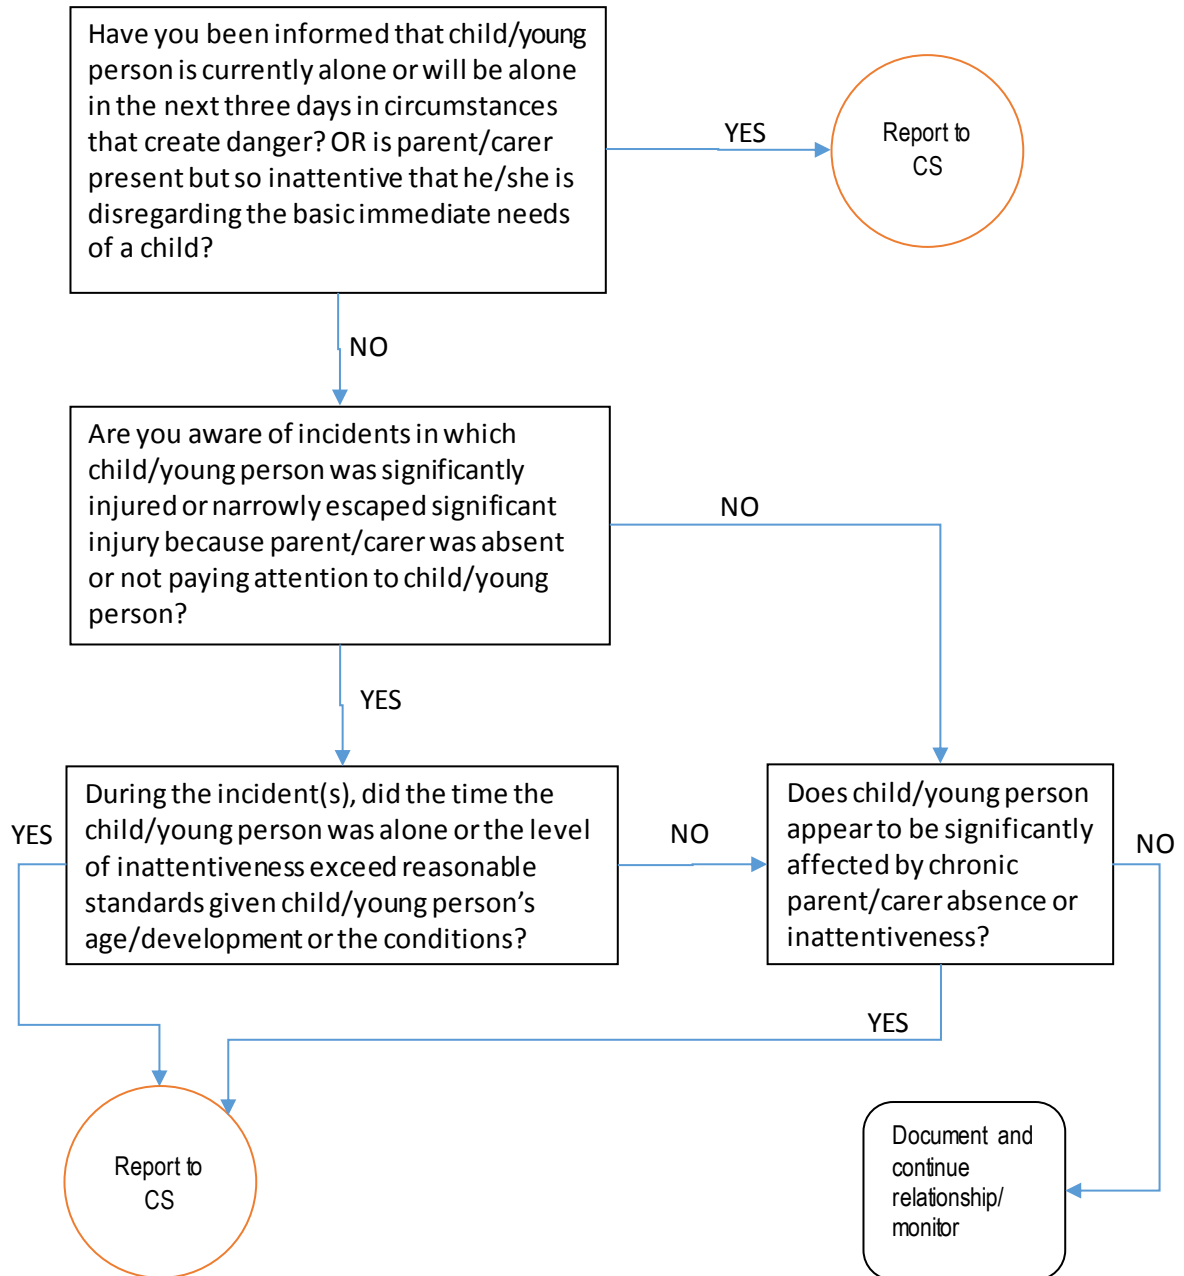 Have you been informed that child/young
person is currently alone or will be alone
in the next three days in circumstances
that create danger? OR is parent/carer
present but so inattentive that he/she is
disregarding the basic immediate needs
of a child?
YES
Report to
CS
NO
Are you aware of incidents in which
child/young person was significantly
injured or narrowly escaped significant
injury because parent/carer was absent
or not paying attention to child/young
person?
NO
YES
During the incident(s), did the time the
child/young person was alone or the level
of inattentiveness exceed reasonable
standards given child/young person's
age/development or the conditions?
YES
NO
Does child/young person
appear to be significantly
affected by chronic
parent/carer absence or
inattentiveness?
NO
YES
Report to
CS
Document and
continue
relationship/
monitor